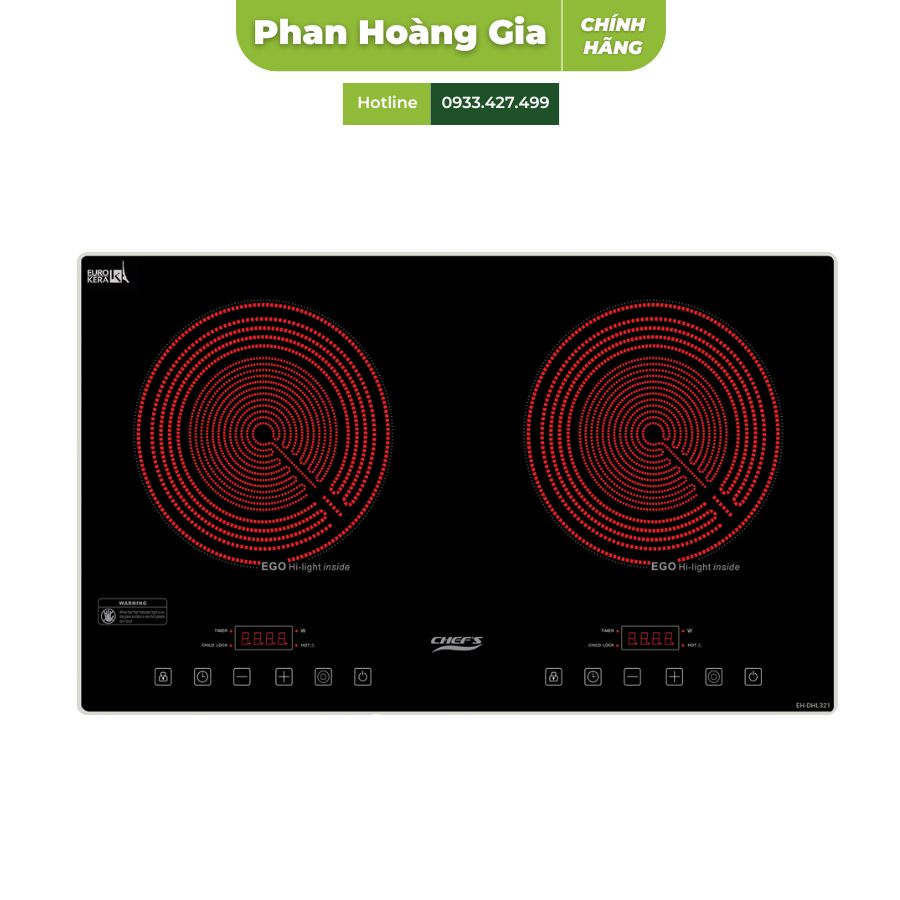 Phan Hoàng Gia
CHÍNH
HÃNG
Hotline
0933.427.499
EURO
KERA
EGO Hi-light inside
EGO Hi-light inside
WARNING
TIMER
8.8.8.8.
W
CHILD LOCK
HOT
CHEF'S
TIMER
8.8.8.8.
W
CHILD LOCK
HOT
EH-DHL321